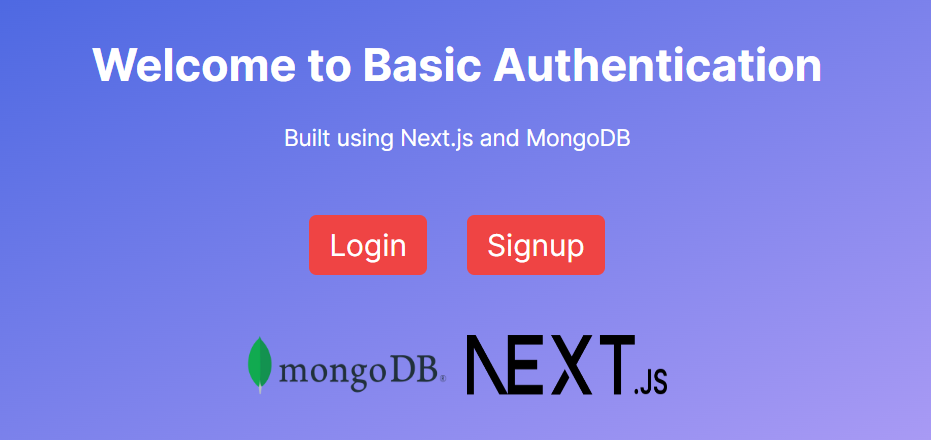 Welcome to Basic Authentication
Built using Next.js and MongoDB
Login Signup
mongoDB® NEXT.JS